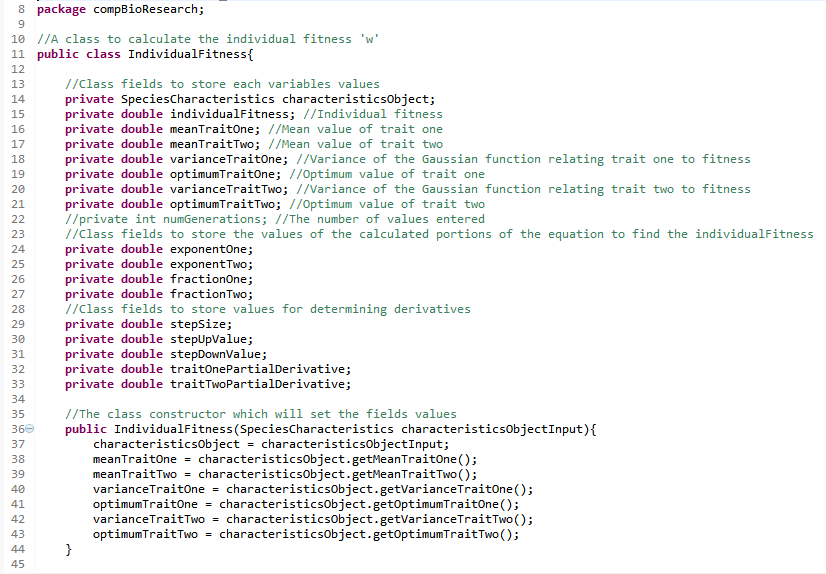 8 package compBioResearch;
9
10 //A class to calculate the individual fitness 'w'
11 public class IndividualFitness{
12
13     //Class fields to store each variables values
14     private SpeciesCharacteristics characteristicsObject;
15     private double individualFitness; //Individual fitness
16     private double meanTraitOne; //Mean value of trait one
17     private double meanTraitTwo; //Mean value of trait two
18     private double varianceTraitOne; //Variance of the Gaussian function relating trait one to fitness
19     private double optimumTraitOne; //Optimum value of trait one
20     private double varianceTraitTwo; //Variance of the Gaussian function relating trait two to fitness
21     private double optimumTraitTwo; //Optimum value of trait two
22     //private int numGenerations; //The number of values entered
23     //Class fields to store the values of the calculated portions of the equation to find the individualFitness
24     private double exponentOne;
25     private double exponentTwo;
26     private double fractionOne;
27     private double fractionTwo;
28     //Class fields to store values for determining derivatives
29     private double stepSize;
30     private double stepUpValue;
31     private double stepDownValue;
32     private double traitOnePartialDerivative;
33     private double traitTwoPartialDerivative;
34
35     //The class constructor which will set the fields values
36     public IndividualFitness(SpeciesCharacteristics characteristicsObjectInput){
37         characteristicsObject = characteristicsObjectInput;
38         meanTraitOne = characteristicsObject.getMeanTraitOne();
39         meanTraitTwo = characteristicsObject.getMeanTraitTwo();
40         varianceTraitOne = characteristicsObject.getVarianceTraitOne();
41         optimumTraitOne = characteristicsObject.getOptimumTraitOne();
42         varianceTraitTwo = characteristicsObject.getVarianceTraitTwo();
43         optimumTraitTwo = characteristicsObject.getOptimumTraitTwo();
44     }
45